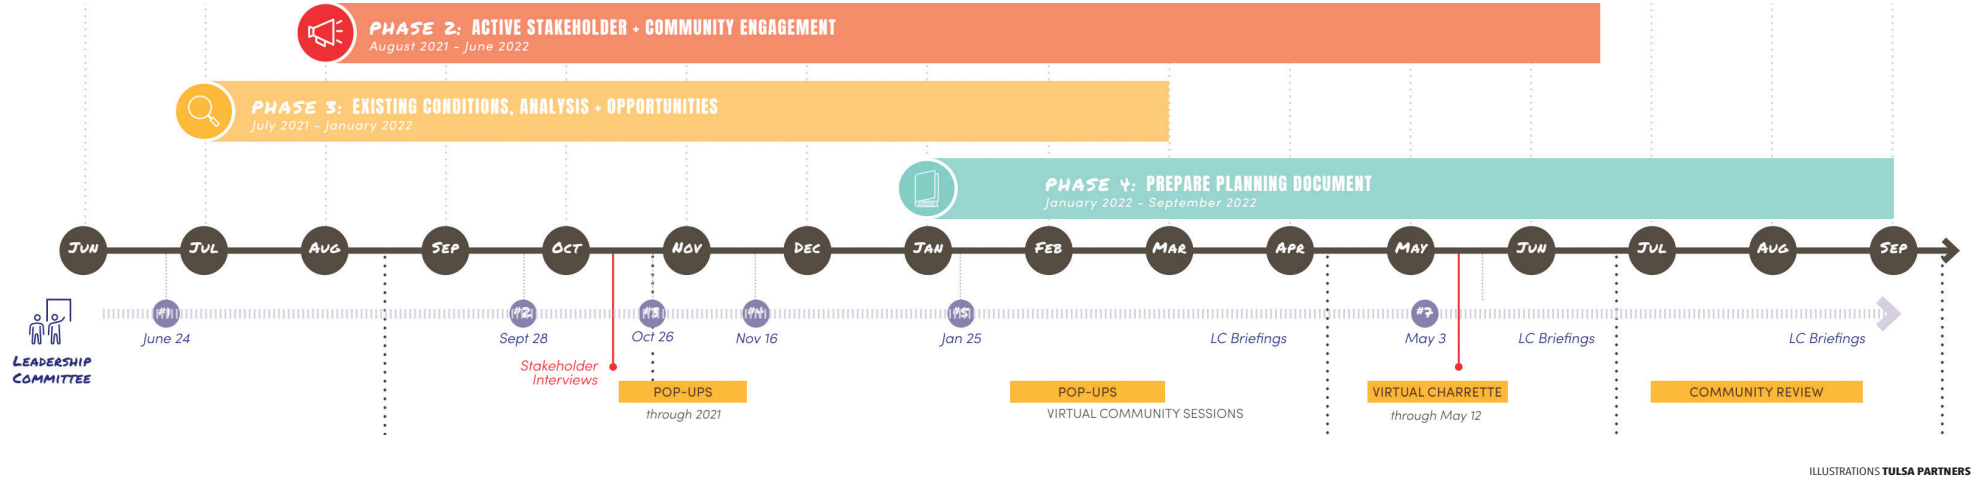 PHASE 2: ACTIVE STAKEHOLDER + COMMUNITY ENGAGEMENT
August 2021 - June 2022
PHASE 3: EXISTING CONDITIONS, ANALYSIS + OPPORTUNITIES
July 2021 - January 2022
PHASE 4: PREPARE PLANNING DOCUMENT
January 2022 - September 2022
JUN JUL AUG SEP OCT NOV DEC JAN FEB MAR APR MAY JUN JUL AUG SEP
#1 #2 #3 #4 #5 #7
June 24 Sept 28 Oct 26 Nov 16 Jan 25 LC Briefings May 3 LC Briefings LC Briefings
LEADERSHIP
COMMITTEE
Stakeholder
Interviews
POP-UPS POP-UPS VIRTUAL CHARRETTE COMMUNITY REVIEW
through 2021 VIRTUAL COMMUNITY SESSIONS through May 12
ILLUSTRATIONS TULSA PARTNERS